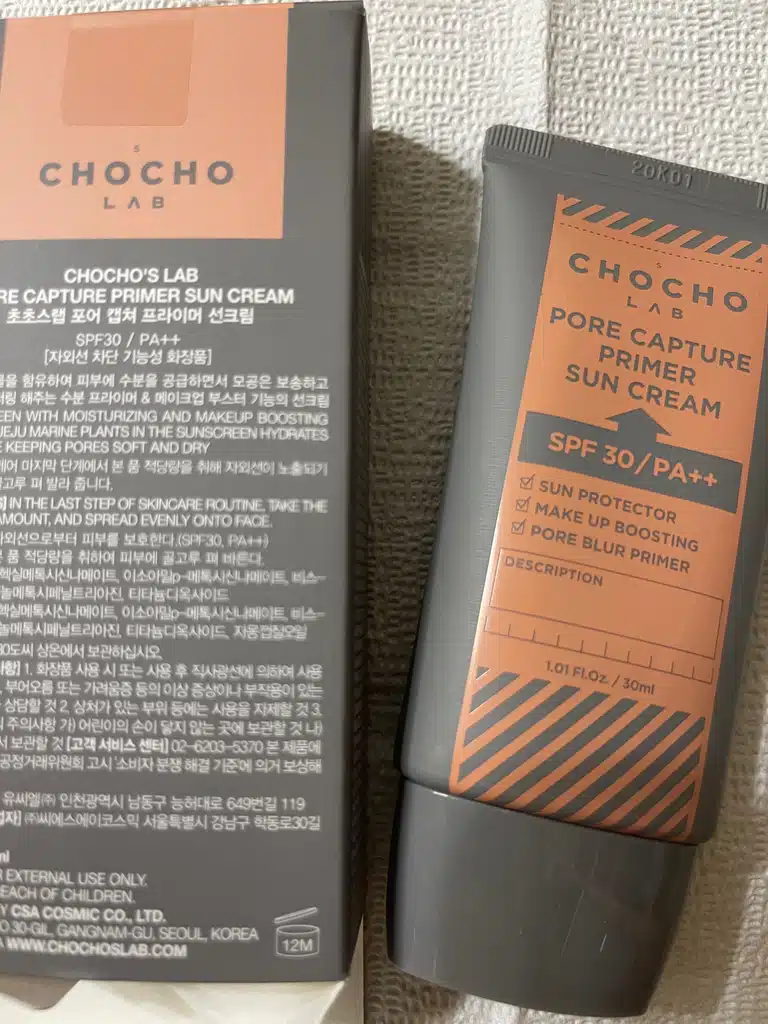 S
CHOCHO
LAB
CHOCHO'S LAB
RE CAPTURE PRIMER SUN CREAM
초초스랩 포어 캡쳐 프라이머 선크림
SPF30 / PA++
[자외선 차단 기능성 화장품]
을 함유하여 피부에 수분을 공급하면서 모공은 보송하고
링 해주는 수분 프라이머 & 메이크업 부스터 기능의 선크림
EEN WITH MOISTURIZING AND MAKEUP BOOSTING
JEJU MARINE PLANTS IN THE SUNSCREEN HYDRATES
E KEEPING PORES SOFT AND DRY
케어 마지막 단계에서 본 품 적당량을 취해 자외선이 노출되기
골고루 펴 발라 줍니다.
IN THE LAST STEP OF SKINCARE ROUTINE, TAKE THE
AMOUNT, AND SPREAD EVENLY ONTO FACE.
자외선으로부터 피부를 보호한다.(SPF30, PA++)
품 적당량을 취하여 피부에 골고루 펴 바른다.
헥실메톡시신나메이트, 이소아밀p-메톡시신나메이트, 비스-
놀메톡시페닐트리아진, 티타늄디옥사이드
헥실메톡시신나메이트, 이소아밀p-메톡시신나메이트, 비스-
놀메톡시페닐트리아진, 티타늄디옥사이드, 자몽껍질오일
30도씨 상온에서 보관하십시오
항] 1. 화장품 사용 시 또는 사용 후 직사광선에 의하여 사용
, 부어오름 또는 가려움증 등의 이상 증상이나 부작용이 있는
상담할 것 2. 상처가 있는 부위 등에는 사용을 자제할 것 3.
주의사항 가) 어린이의 손이 닿지 않는 곳에 보관할 것 나)
서 보관할 것 [고객 서비스 센터] 02-6203-5370 본 제품에
공정거래위원회 고시 '소비자 분쟁 해결 기준'에 의거 보상해
유씨엘㈜ 인천광역시 남동구 능허대로 649번길 119
업자] ㈜씨에스에이코스믹 서울특별시 강남구 학동로30길
ml
R EXTERNAL USE ONLY.
REACH OF CHILDREN.
Y CSA COSMIC CO., LTD.
O 30-GIL, GANGNAM-GU, SEOUL, KOREA
WWW.CHOCHOSLAB.COM
12M
20K01
S
CHOCHO
LAB
PORE CAPTURE
PRIMER
SUN CREAM
SPF 30/PA++
SUN PROTECTOR
MAKE UP BOOSTING
PORE BLUR PRIMER
DESCRIPTION
1.01 Fl.Oz. / 30ml